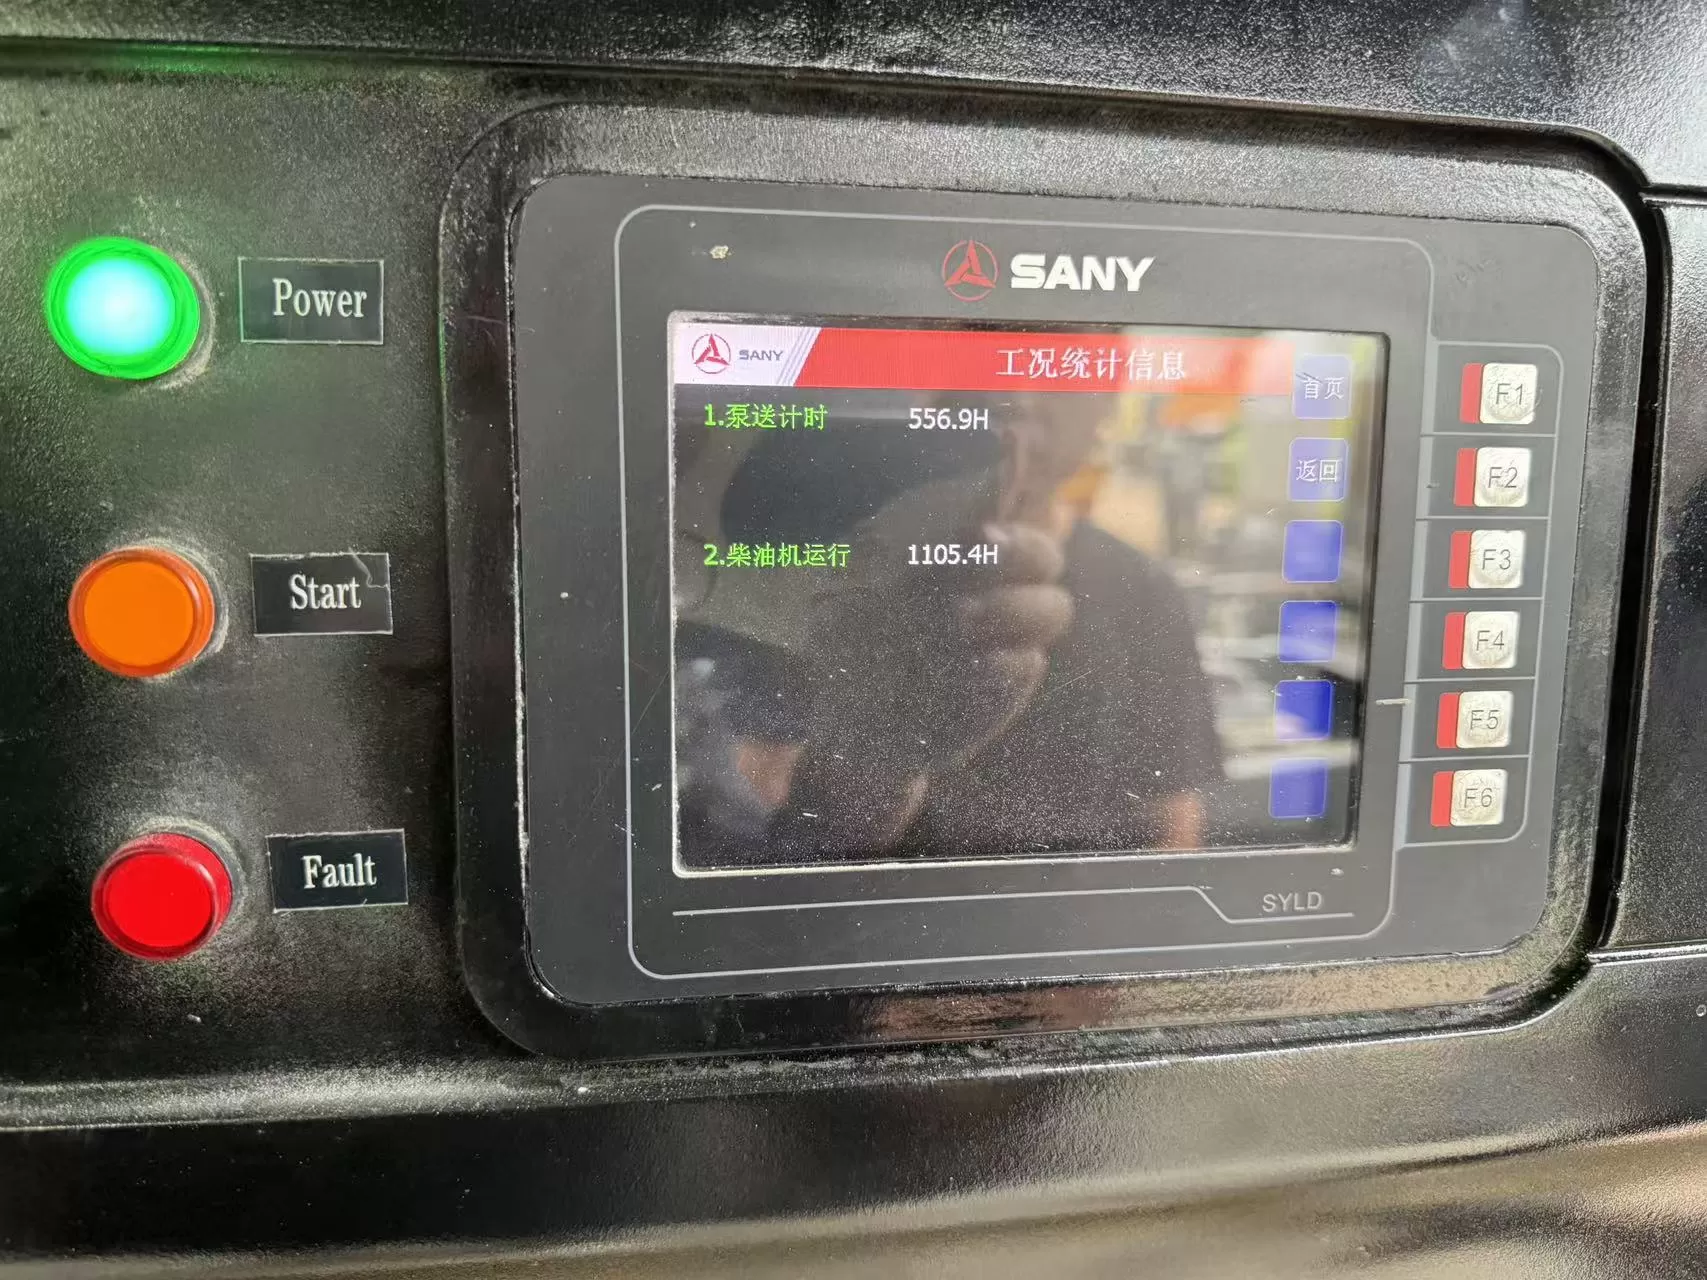 SANY
SANY
工况统计信息
首页
F1
1.泵送计时 556.9H
返回
F2
2.柴油机运行 1105.4H
F3
F4
F5
F6
SYLD
Power
Start
Fault